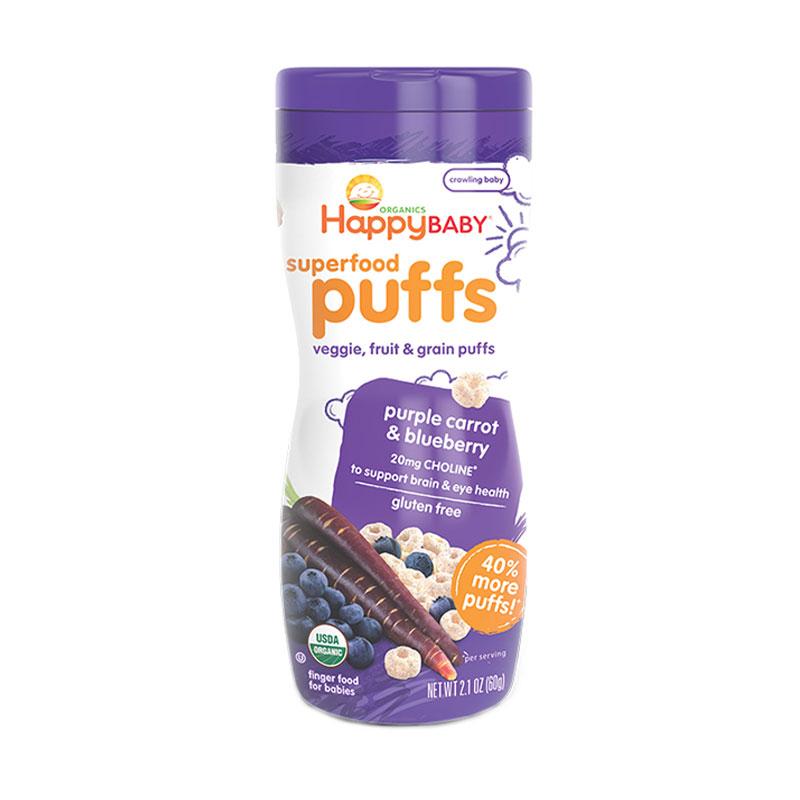 crawling baby
ORGANICS
HappyBABY®
superfood
puffs
veggie, fruit & grain puffs
purple carrot
& blueberry
20mg CHOLINE*
to support brain & eye health
gluten free
40%
more
puffs!*
*per serving
USDA
ORGANIC
U
finger food
for babies
NET WT 2.1 OZ (60g)